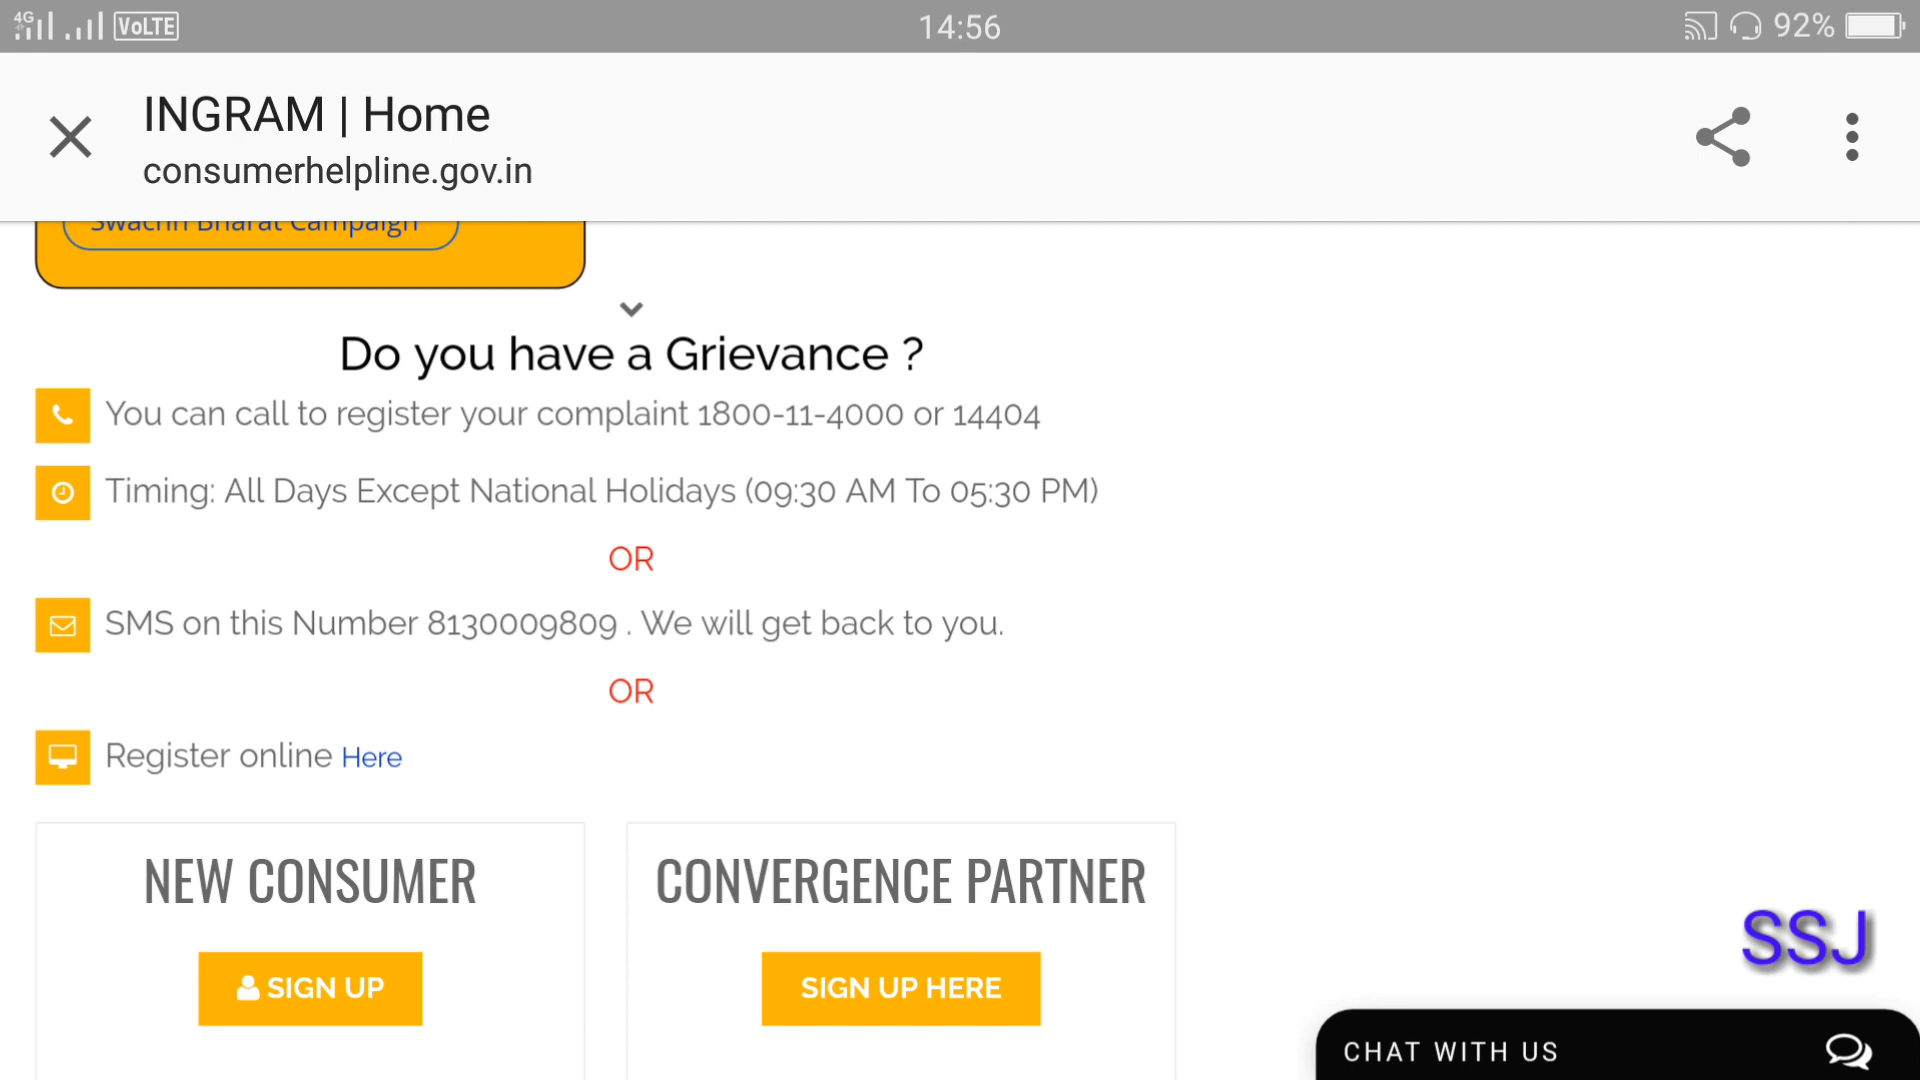 4G VoLTE 14:56 92%
INGRAM | Home
consumerhelpline.gov.in
Swachh Bharat Campaign
Do you have a Grievance ?
You can call to register your complaint 1800-11-4000 or 14404
Timing: All Days Except National Holidays (09:30 AM To 05:30 PM)
OR
SMS on this Number 8130009809 . We will get back to you.
OR
Register online Here
NEW CONSUMER
CONVERGENCE PARTNER
SIGN UP
SIGN UP HERE
SSJ
CHAT WITH US